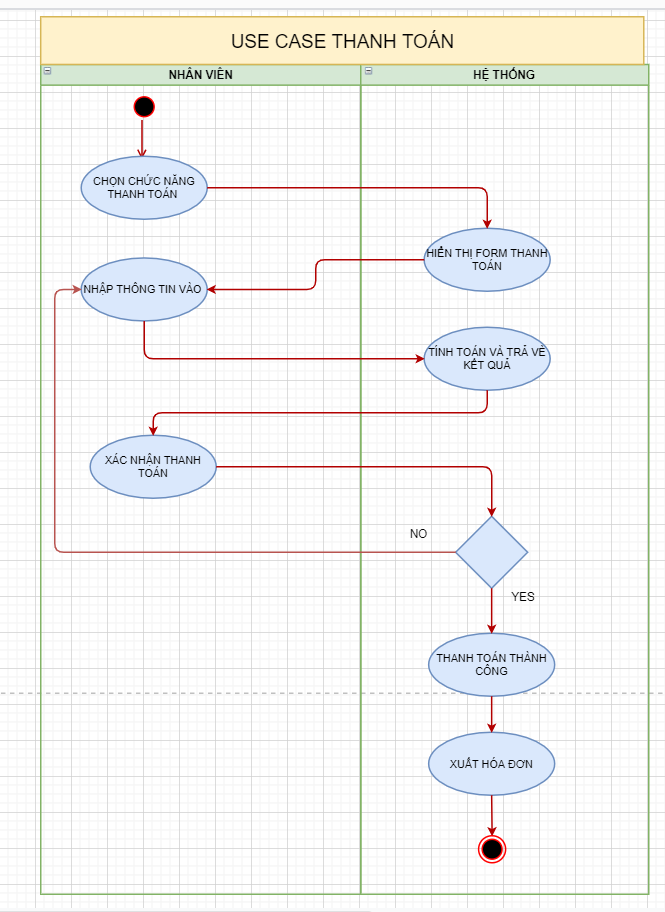 USE CASE THANH TOÁN
NHÂN VIÊN
HỆ THỐNG
CHỌN CHỨC NĂNG
THANH TOÁN
HIỂN THỊ FORM THANH
TOÁN
NHẬP THÔNG TIN VÀO
TÍNH TOÁN VÀ TRẢ VỀ
KẾT QUẢ
XÁC NHẬN THANH
TOÁN
NO
YES
THANH TOÁN THÀNH
CÔNG
XUẤT HÓA ĐƠN